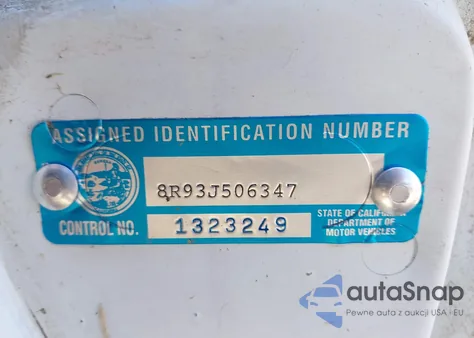 ASSIGNED IDENTIFICATION NUMBER
8R93J506347
CONTROL NO. 1323249
STATE OF CALIFORNIA
DEPARTMENT OF
MOTOR VEHICLES
autoSnap
Pewne auta z aukcji USA i EU